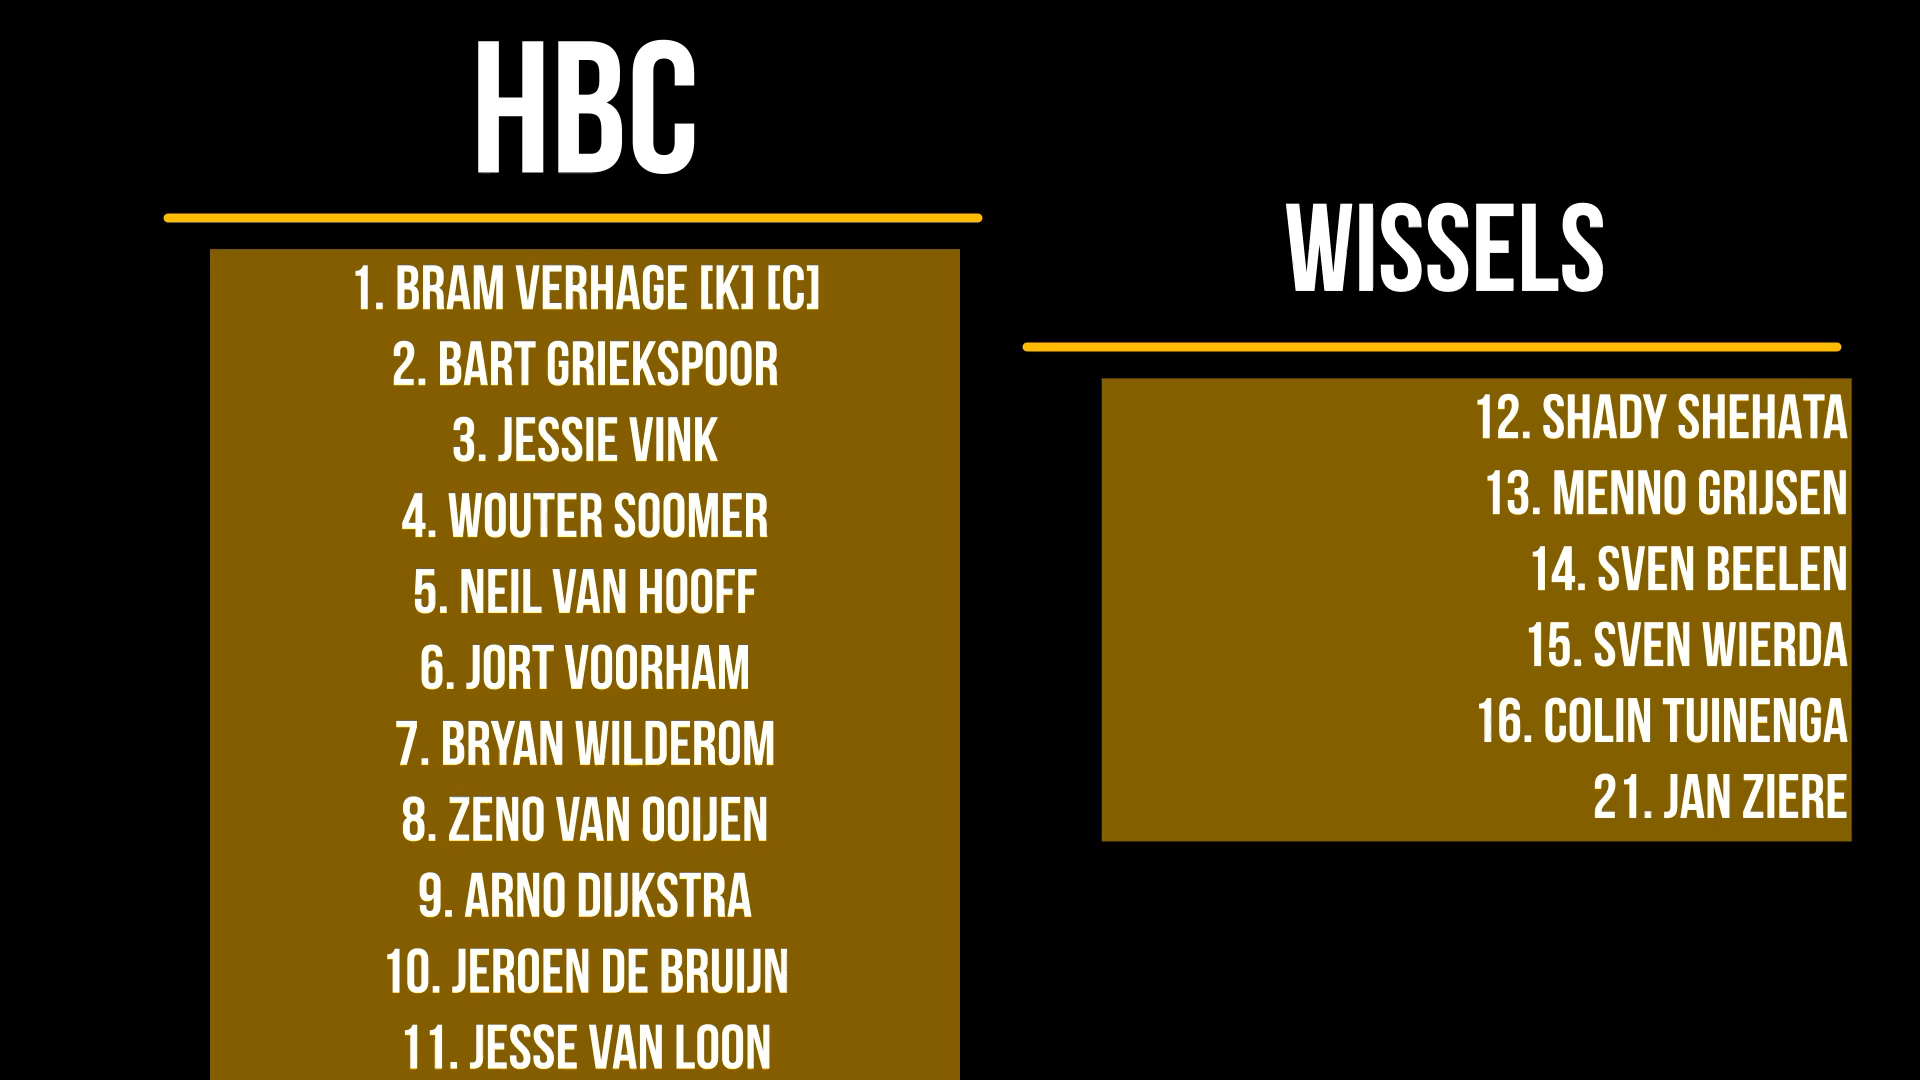 HBC
1. BRAM VERHAGE [K] [C]
2. BART GRIEKSPOOR
3. JESSIE VINK
4. WOUTER SOOMER
5. NEIL VAN HOOFF
6. JORT VOORHAM
7. BRYAN WILDEROM
8. ZENO VAN OOIJEN
9. ARNO DIJKSTRA
10. JEROEN DE BRUIJN
11. JESSE VAN LOON
WISSELS
12. SHADY SHEHATA
13. MENNO GRIJSEN
14. SVEN BEELEN
15. SVEN WIERDA
16. COLIN TUINENGA
21. JAN ZIERE